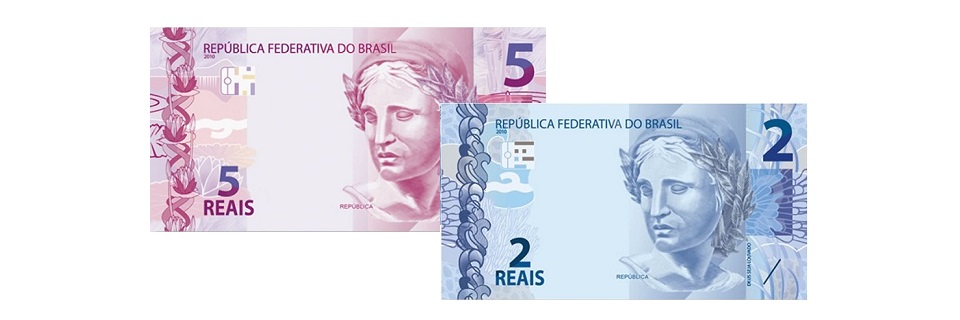 REPÚBLICA FEDERATIVA DO BRASIL
2010
5
5
REAIS
REPÚBLICA
REPÚBLICA FEDERATIVA DO BRASIL
2010
2
2
REAIS
REPÚBLICA
DEUS SEJA LOUVADO